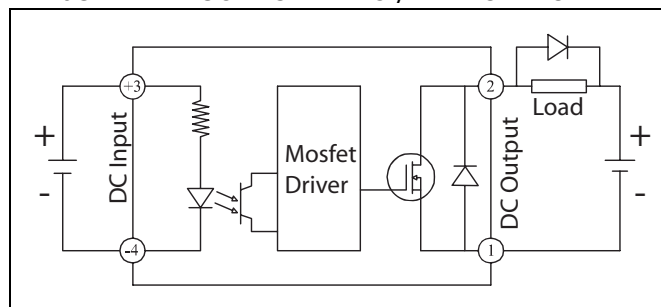 +3
2
Load
+
-
DC Input
Mosfet
Driver
DC Output
+
-
-4
1